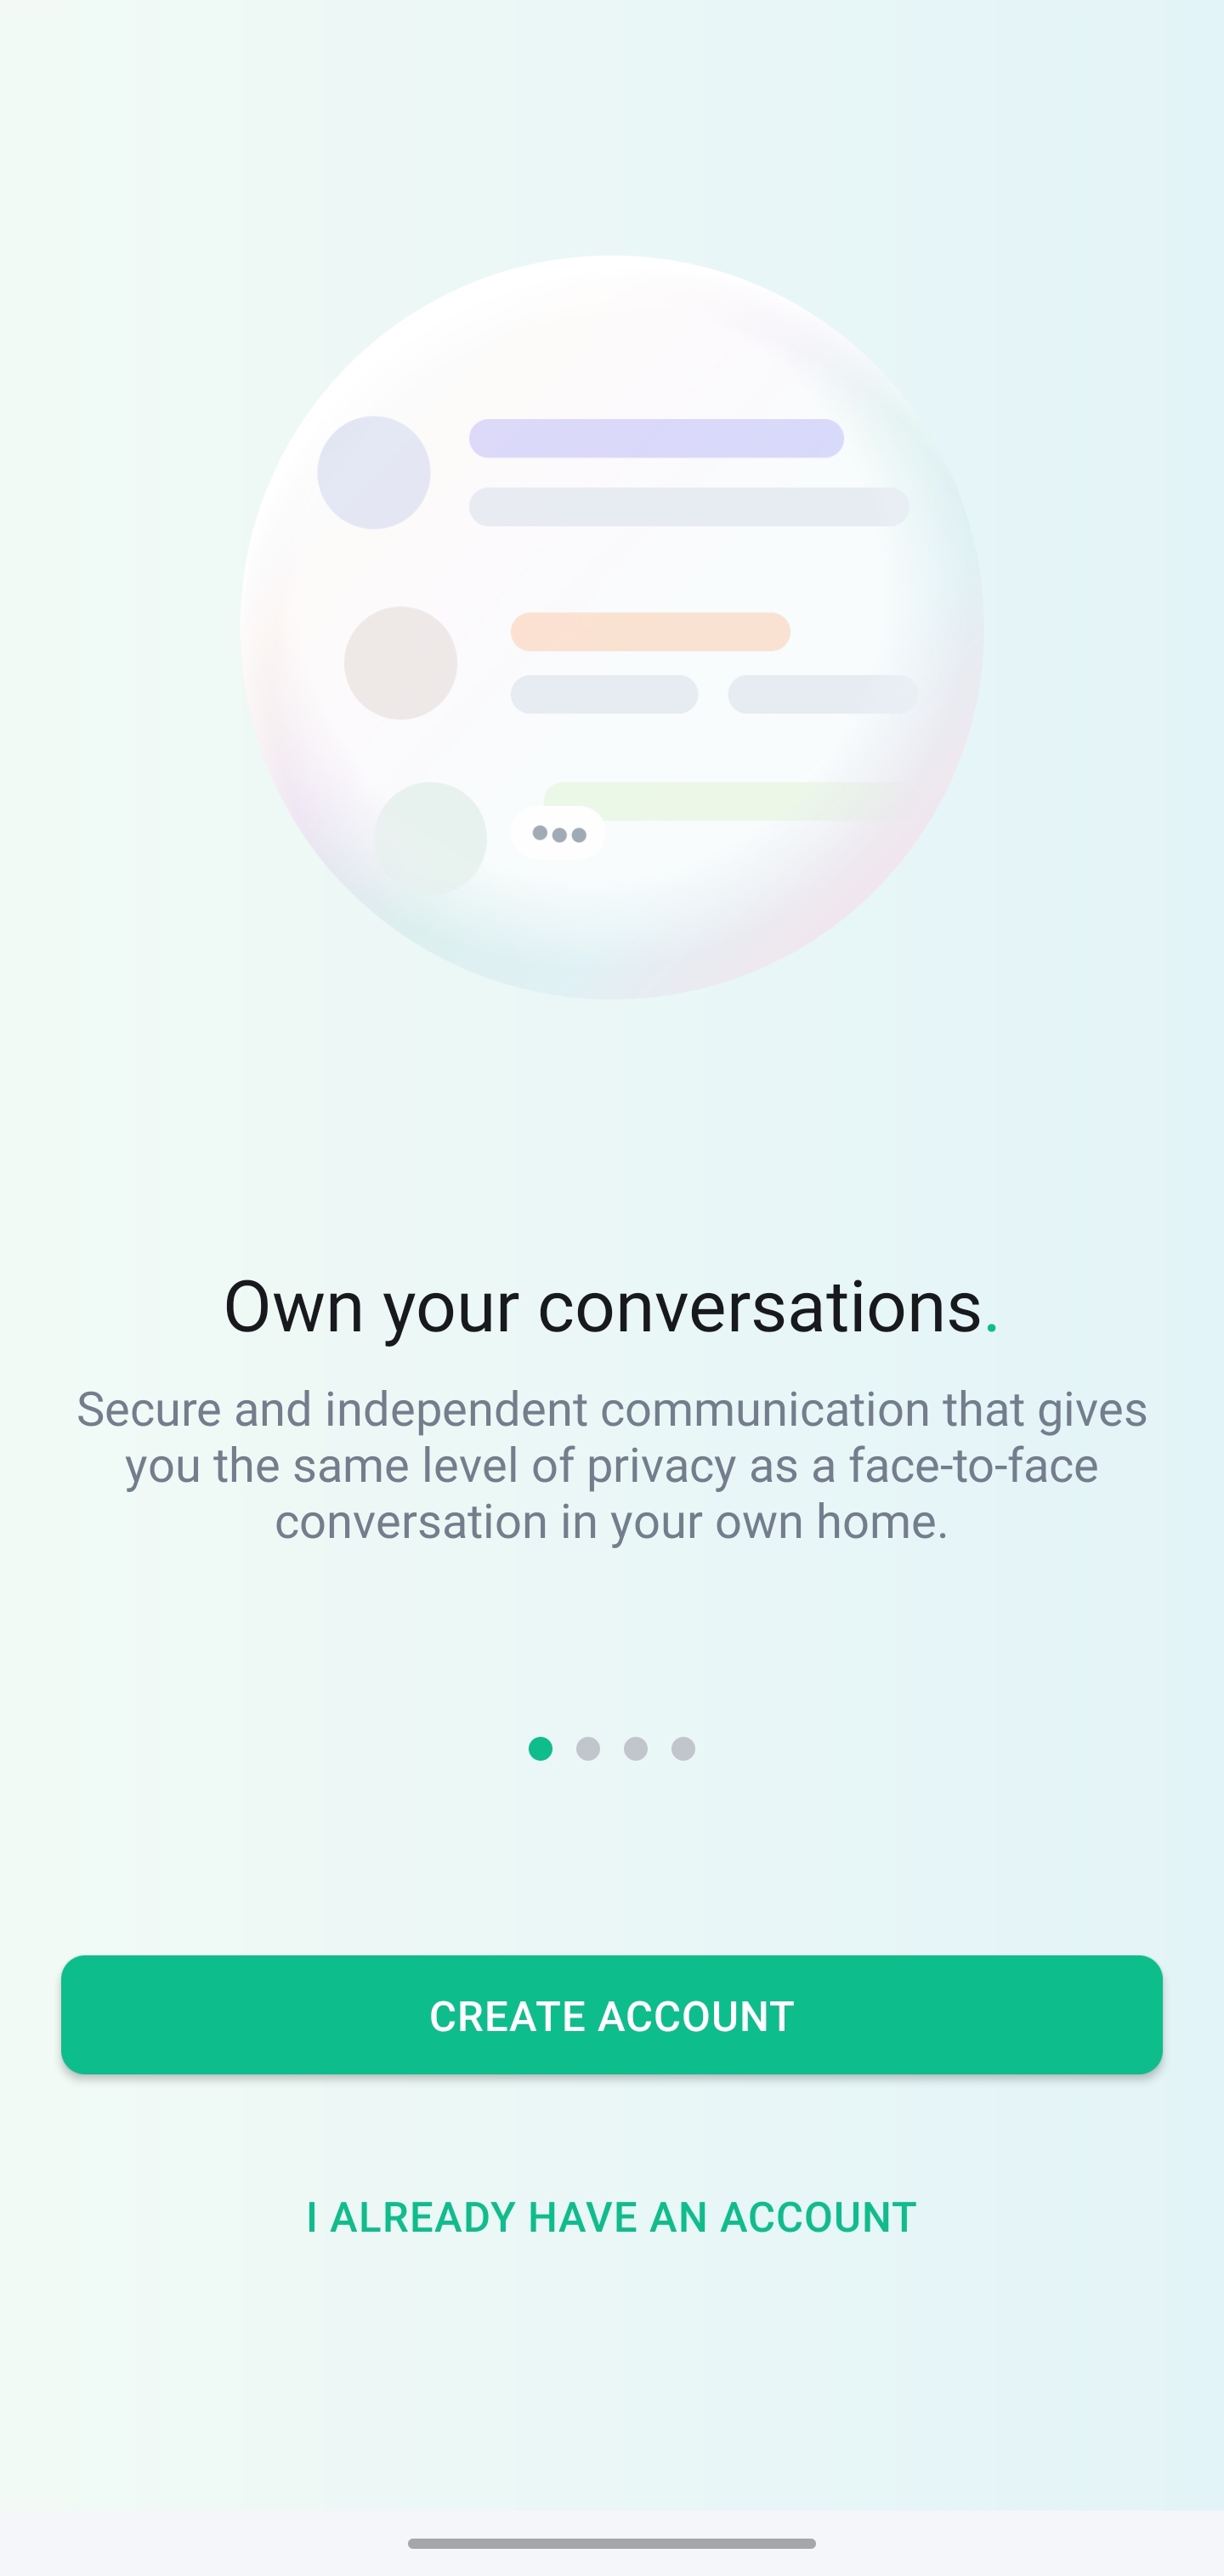 Own your conversations.
Secure and independent communication that gives
you the same level of privacy as a face-to-face
conversation in your own home.
CREATE ACCOUNT
I ALREADY HAVE AN ACCOUNT